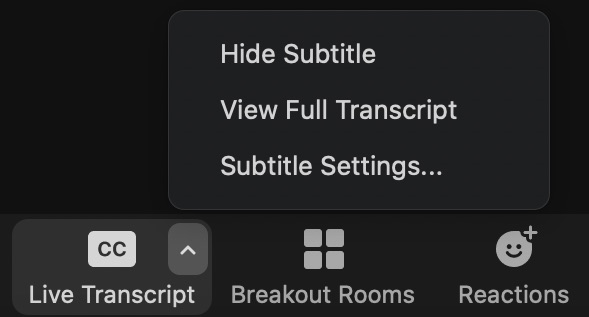 Hide Subtitle
View Full Transcript
Subtitle Settings...
CC
Live Transcript
Breakout Rooms
Reactions